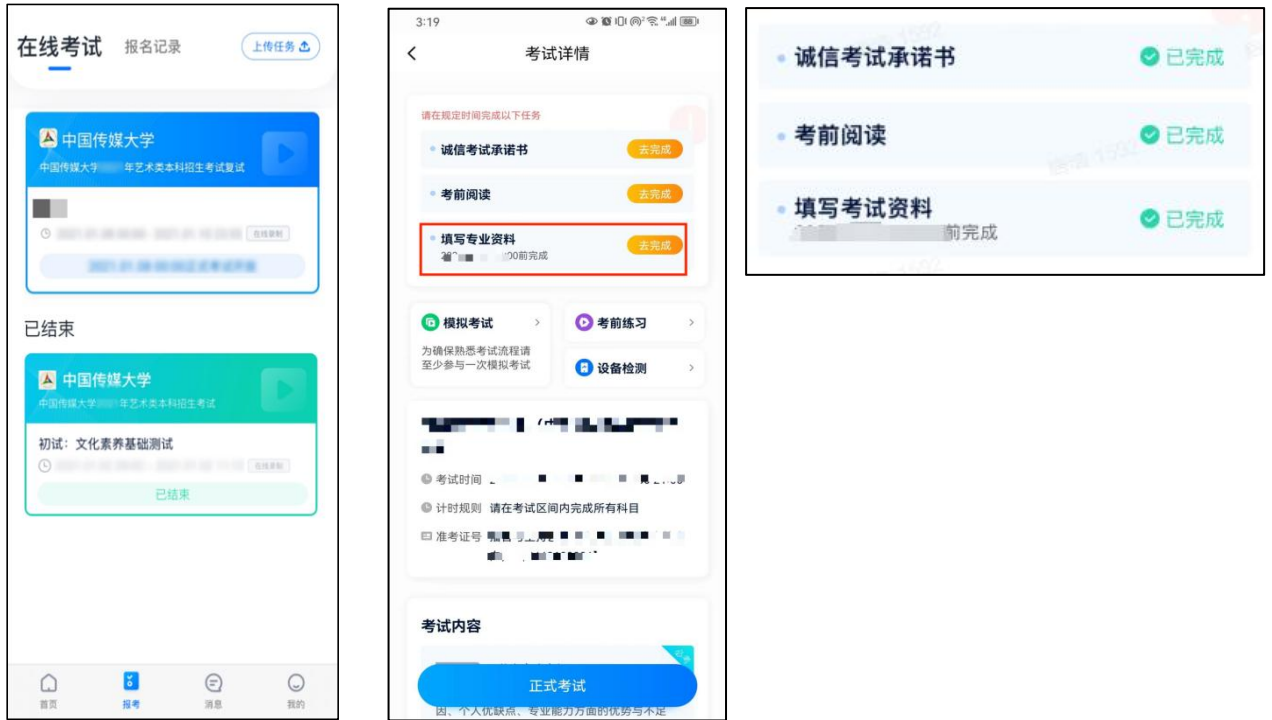 在线考试 报名记录 上传任务
中国传媒大学
中国传媒大学 年艺术类本科招生考试复试
在线录制
已结束
中国传媒大学
中国传媒大学 年艺术类本科招生考试
初试：文化素养基础测试
在线录制
已结束
首页 报考 消息 我的
3:19
考试详情
请在规定时间完成以下任务
诚信考试承诺书 去完成
考前阅读 去完成
填写专业资料 去完成
00前完成
模拟考试
为确保熟悉考试流程请
至少参与一次模拟考试
考前练习
设备检测
考试时间
计时规则 请在考试区间内完成所有科目
准考证号
考试内容
正式考试
因、个人优缺点、专业能力方面的优势与不足
诚信考试承诺书 已完成
考前阅读 已完成
填写考试资料 已完成
前完成